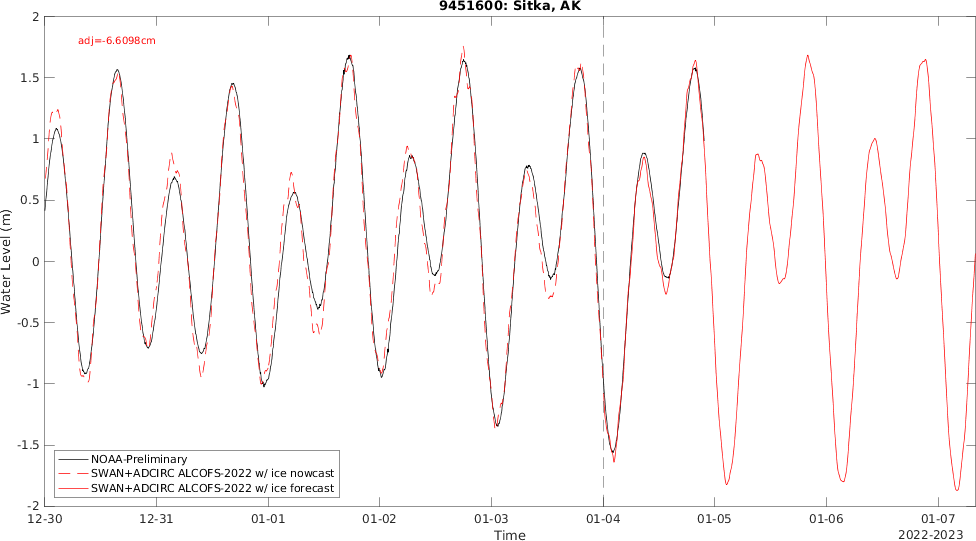 9451600: Sitka, AK
adj=-6.6098cm
Water Level (m)
2
1.5
1
0.5
0
-0.5
-1
-1.5
-2
NOAA-Preliminary
SWAN+ADCIRC ALCOFS-2022 w/ ice nowcast
SWAN+ADCIRC ALCOFS-2022 w/ ice forecast
12-30 12-31 01-01 01-02 01-03 01-04 01-05 01-06 01-07
Time
2022-2023